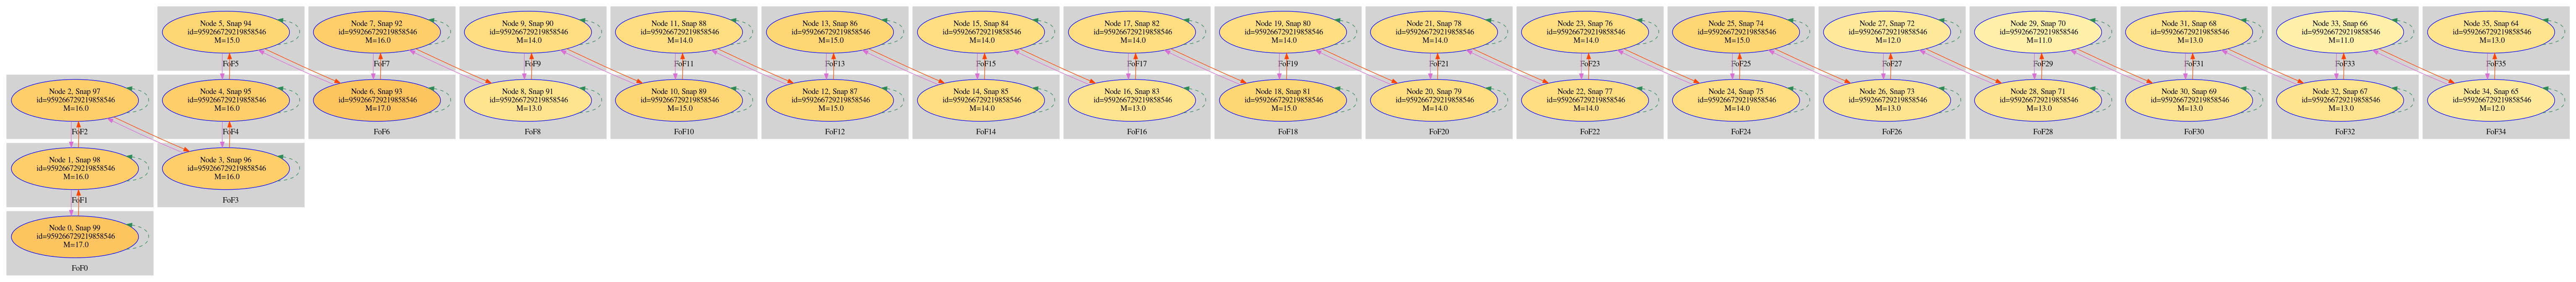 Node 5, Snap 94
id=959266729219858546
M=15.0
FoF5
Node 7, Snap 92
id=959266729219858546
M=16.0
FoF7
Node 9, Snap 90
id=959266729219858546
M=14.0
FoF9
Node 11, Snap 88
id=959266729219858546
M=14.0
FoF11
Node 13, Snap 86
id=959266729219858546
M=15.0
FoF13
Node 15, Snap 84
id=959266729219858546
M=14.0
FoF15
Node 17, Snap 82
id=959266729219858546
M=14.0
FoF17
Node 19, Snap 80
id=959266729219858546
M=14.0
FoF19
Node 21, Snap 78
id=959266729219858546
M=14.0
FoF21
Node 23, Snap 76
id=959266729219858546
M=14.0
FoF23
Node 25, Snap 74
id=959266729219858546
M=15.0
FoF25
Node 27, Snap 72
id=959266729219858546
M=12.0
FoF27
Node 29, Snap 70
id=959266729219858546
M=11.0
FoF29
Node 31, Snap 68
id=959266729219858546
M=13.0
FoF31
Node 33, Snap 66
id=959266729219858546
M=11.0
FoF33
Node 35, Snap 64
id=959266729219858546
M=13.0
FoF35
Node 2, Snap 97
id=959266729219858546
M=16.0
FoF2
Node 4, Snap 95
id=959266729219858546
M=16.0
FoF4
Node 6, Snap 93
id=959266729219858546
M=17.0
FoF6
Node 8, Snap 91
id=959266729219858546
M=13.0
FoF8
Node 10, Snap 89
id=959266729219858546
M=15.0
FoF10
Node 12, Snap 87
id=959266729219858546
M=15.0
FoF12
Node 14, Snap 85
id=959266729219858546
M=14.0
FoF14
Node 16, Snap 83
id=959266729219858546
M=13.0
FoF16
Node 18, Snap 81
id=959266729219858546
M=15.0
FoF18
Node 20, Snap 79
id=959266729219858546
M=14.0
FoF20
Node 22, Snap 77
id=959266729219858546
M=14.0
FoF22
Node 24, Snap 75
id=959266729219858546
M=14.0
FoF24
Node 26, Snap 73
id=959266729219858546
M=13.0
FoF26
Node 28, Snap 71
id=959266729219858546
M=13.0
FoF28
Node 30, Snap 69
id=959266729219858546
M=13.0
FoF30
Node 32, Snap 67
id=959266729219858546
M=13.0
FoF32
Node 34, Snap 65
id=959266729219858546
M=12.0
FoF34
Node 1, Snap 98
id=959266729219858546
M=16.0
FoF1
Node 3, Snap 96
id=959266729219858546
M=16.0
FoF3
Node 0, Snap 99
id=959266729219858546
M=17.0
FoF0